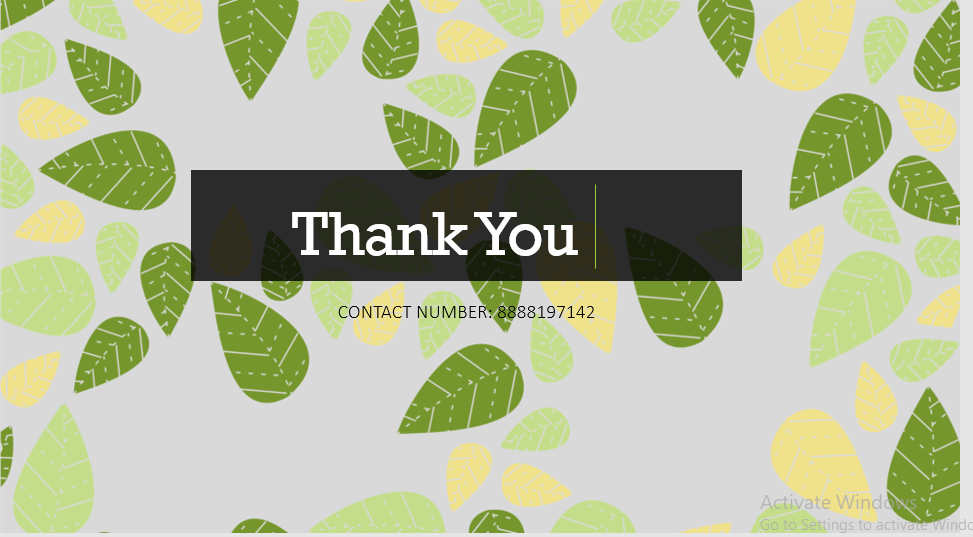 Thank You
CONTACT NUMBER: 8888197142
Activate Windows
Go to Settings to activate Windo